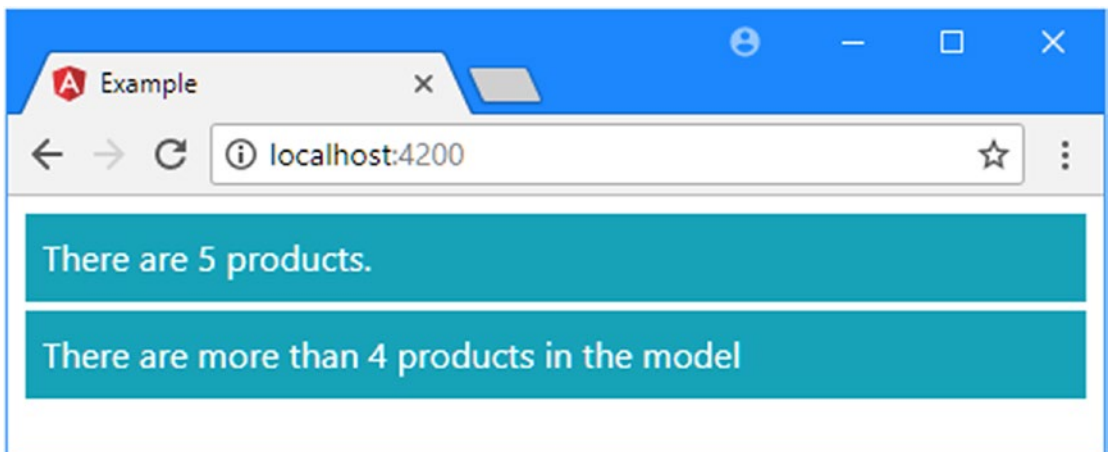 Example
localhost:4200
There are 5 products.
There are more than 4 products in the model